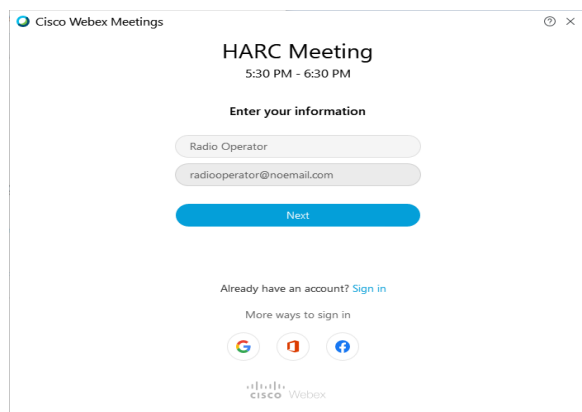 Cisco Webex Meetings
HARC Meeting
5:30 PM - 6:30 PM
Enter your information
Radio Operator
radiooperator@noemail.com
Next
Already have an account? Sign in
More ways to sign in
cisco Webex